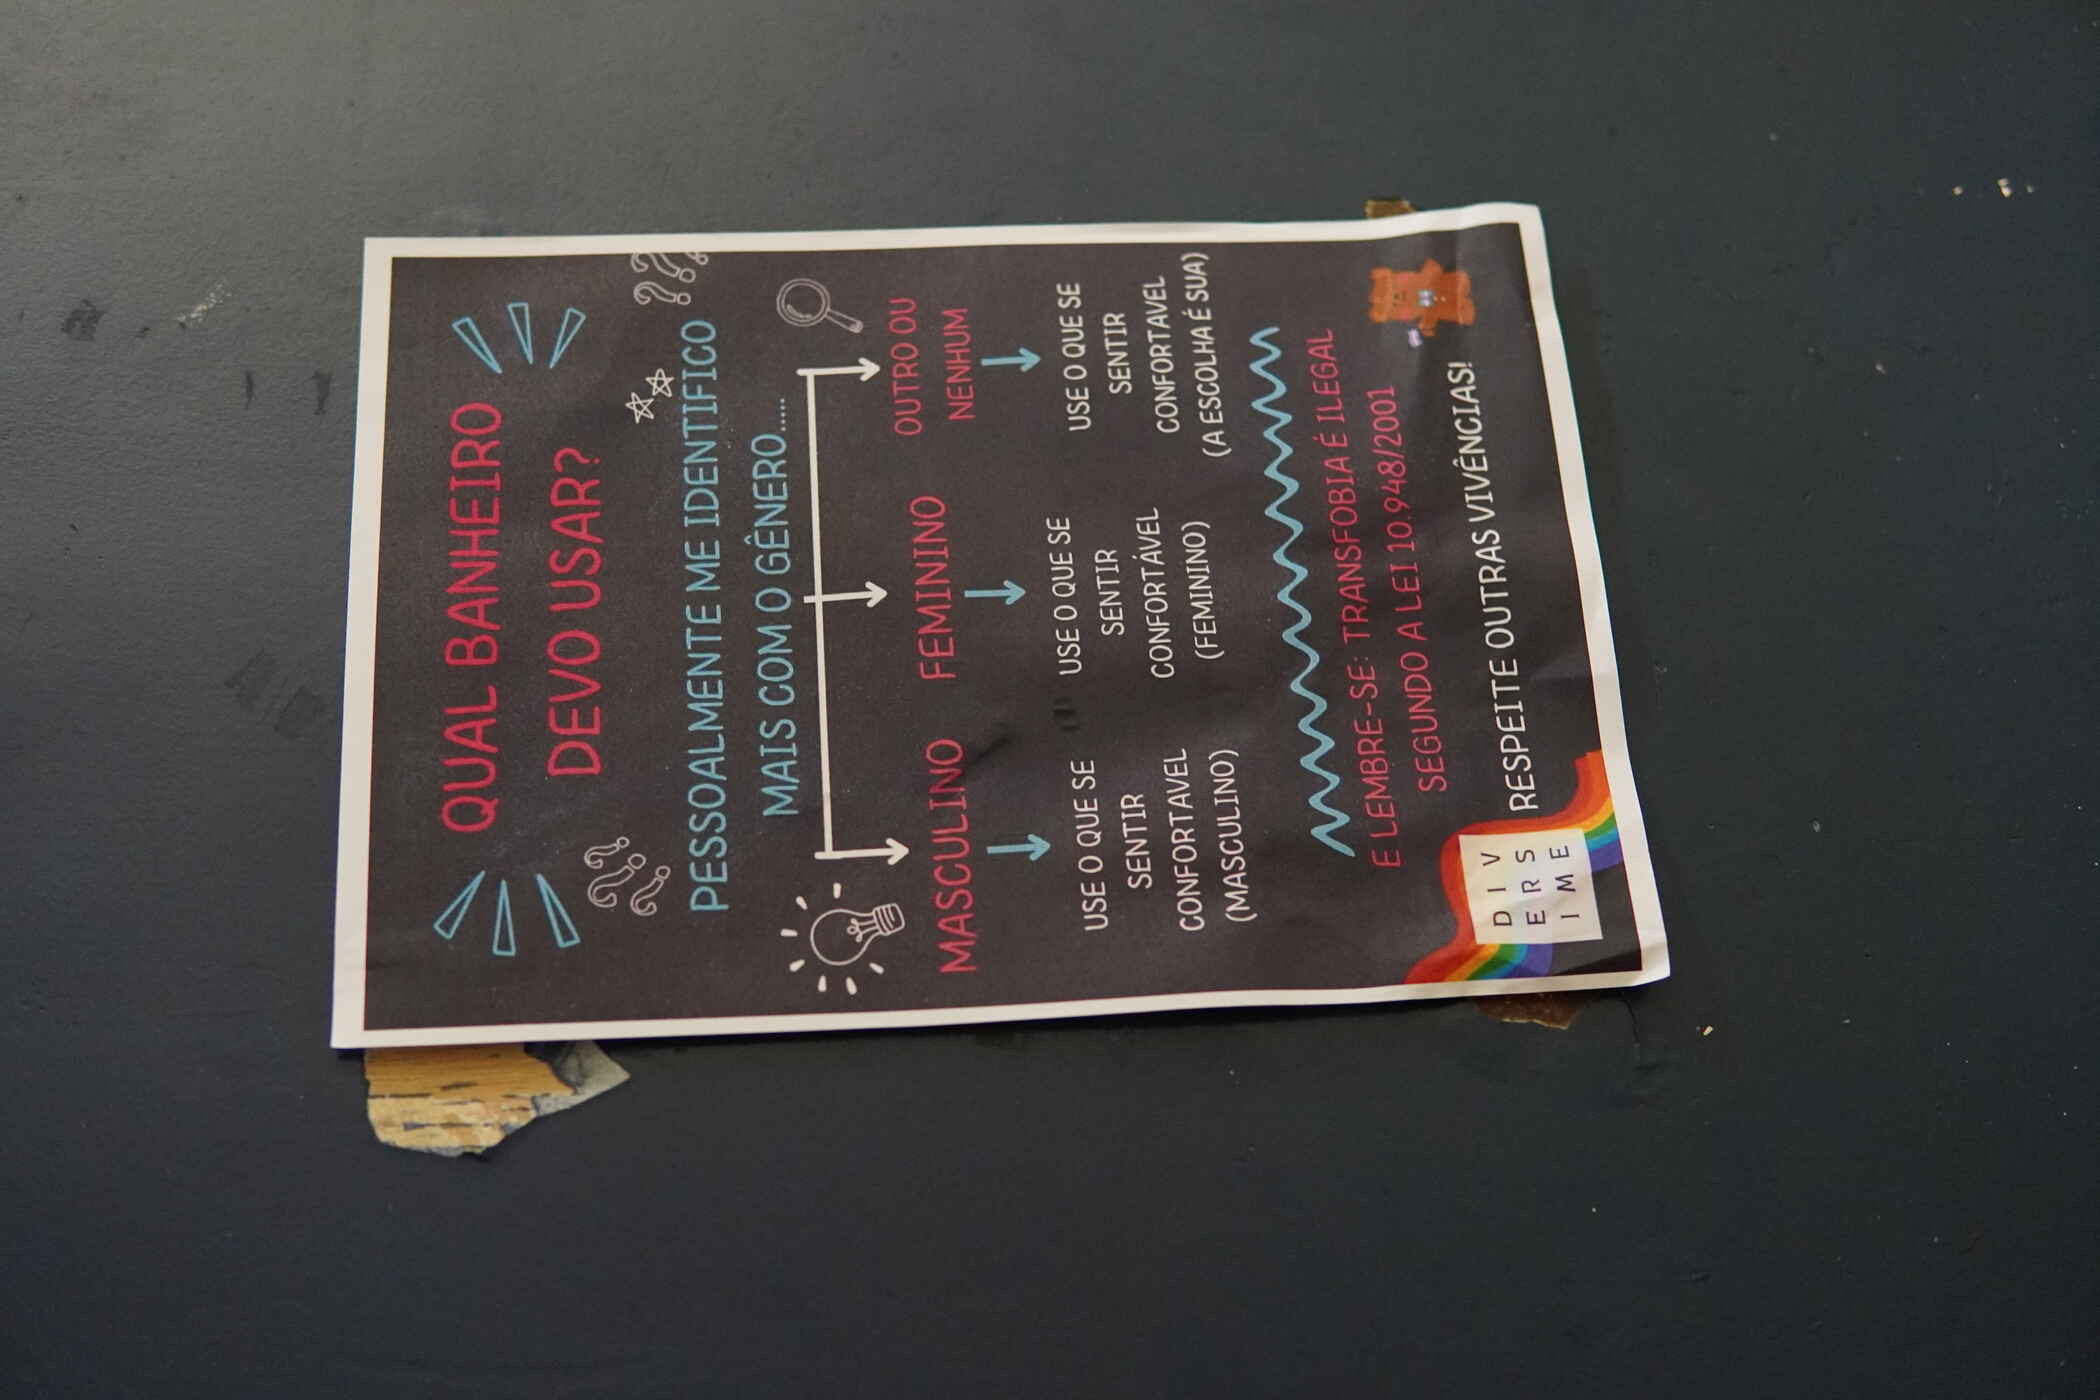 QUAL BANHEIRO
DEVO USAR?
PESSOALMENTE ME IDENTIFICO
MAIS COM O GÊNERO.....
MASCULINO
USE O QUE SE
SENTIR
CONFORTAVEL
(MASCULINO)
FEMININO
USE O QUE SE
SENTIR
CONFORTÁVEL
(FEMININO)
OUTRO OU
NENHUM
USE O QUE SE
SENTIR
CONFORTAVEL
(A ESCOLHA É SUA)
E LEMBRE-SE: TRANSFOBIA É ILEGAL
SEGUNDO A LEI 10.948/2001
RESPEITE OUTRAS VIVÊNCIAS!
DIV
ERS
IME